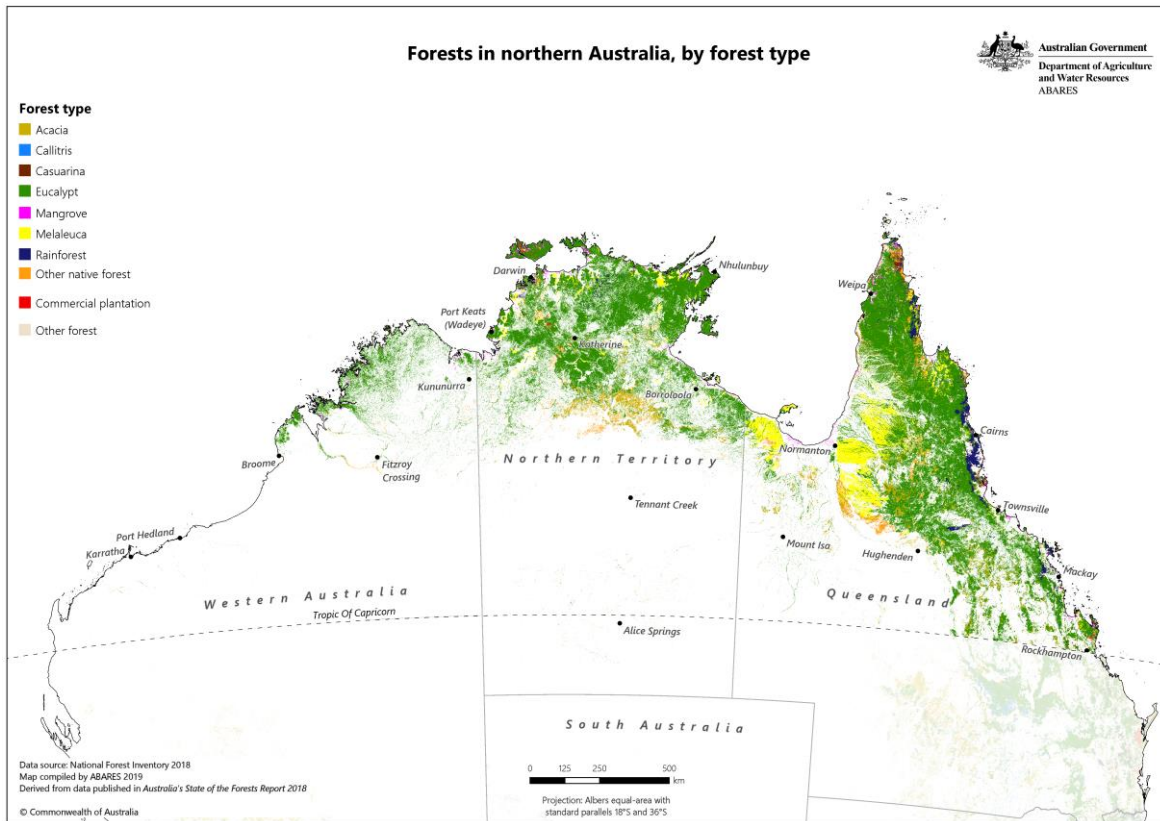 Forests in northern Australia, by forest type
Australian Government
Department of Agriculture
and Water Resources
ABARES
Forest type
Acacia
Callitris
Casuarina
Eucalypt
Mangrove
Melaleuca
Rainforest
Other native forest
Commercial plantation
Other forest
Darwin
Nhulunbuy
Weipa
Port Keats
(Wadeye)
Katherine
Kununurra
Borroloola
Cairns
Normanton
Broome
Fitzroy
Crossing
Northern Territory
Tennant Creek
Townsville
Port Hedland
Karratha
Mount Isa
Hughenden
Mackay
Western Australia
Queensland
Tropic Of Capricorn
Alice Springs
Rockhampton
South Australia
Data source: National Forest Inventory 2018
Map compiled by ABARES 2019
Derived from data published in Australia's State of the Forests Report 2018
© Commonwealth of Australia
0 125 250 500
km
Projection: Albers equal-area with
standard parallels 18°S and 36°S